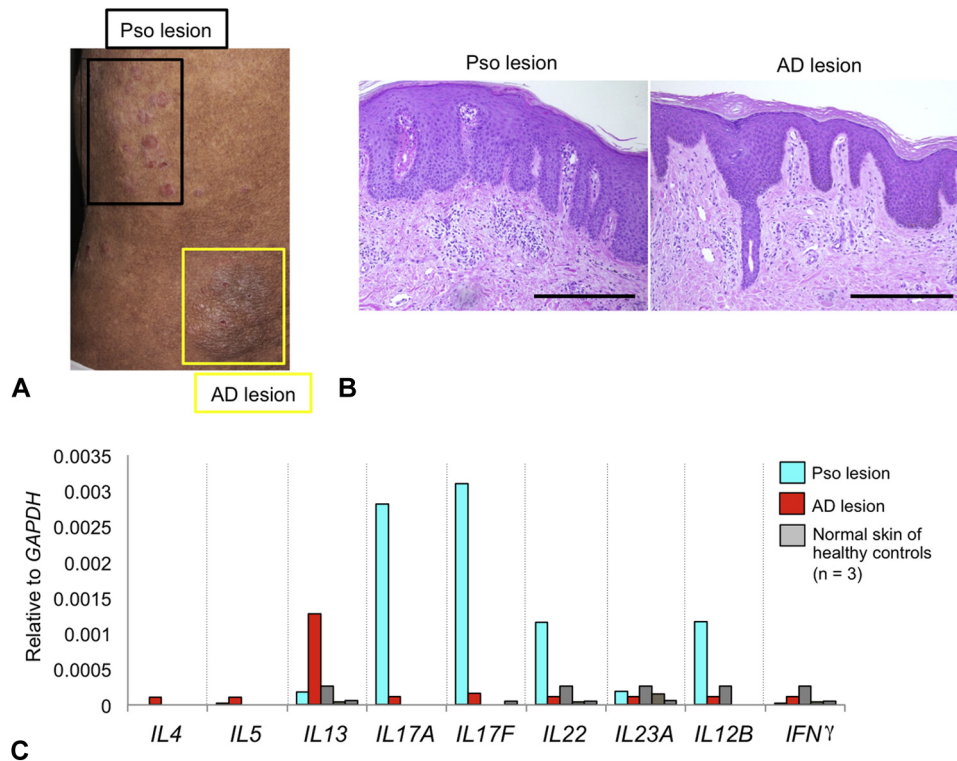 Pso lesion
AD lesion
A
Pso lesion
AD lesion
B
0.0035
0.003
0.0025
0.002
0.0015
0.001
0.0005
0
Relative to GAPDH
Pso lesion
AD lesion
Normal skin of
healthy controls
(n = 3)
IL4 IL5 IL13 IL17A IL17F IL22 IL23A IL12B IFNγ
C